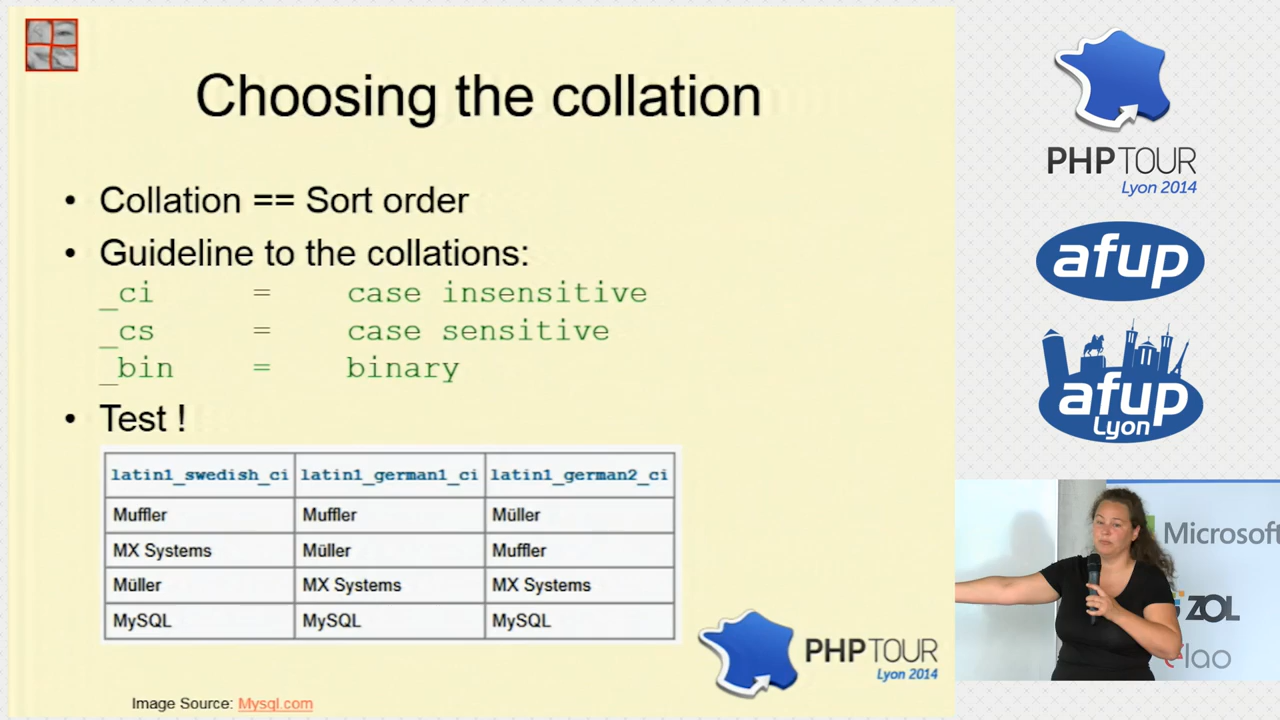 Choosing the collation
• Collation == Sort order
• Guideline to the collations:
_ci = case insensitive
_cs = case sensitive
_bin = binary
• Test !
latin1_swedish_ci latin1_german1_ci latin1_german2_ci
Muffler Muffler Müller
MX Systems Müller Muffler
Müller MX Systems MX Systems
MySQL MySQL MySQL
Image Source: Mysql.com
PHPTOUR
Lyon 2014
PHPTOUR
Lyon 2014
afup
afup
Lyon
Microsoft
ZOL